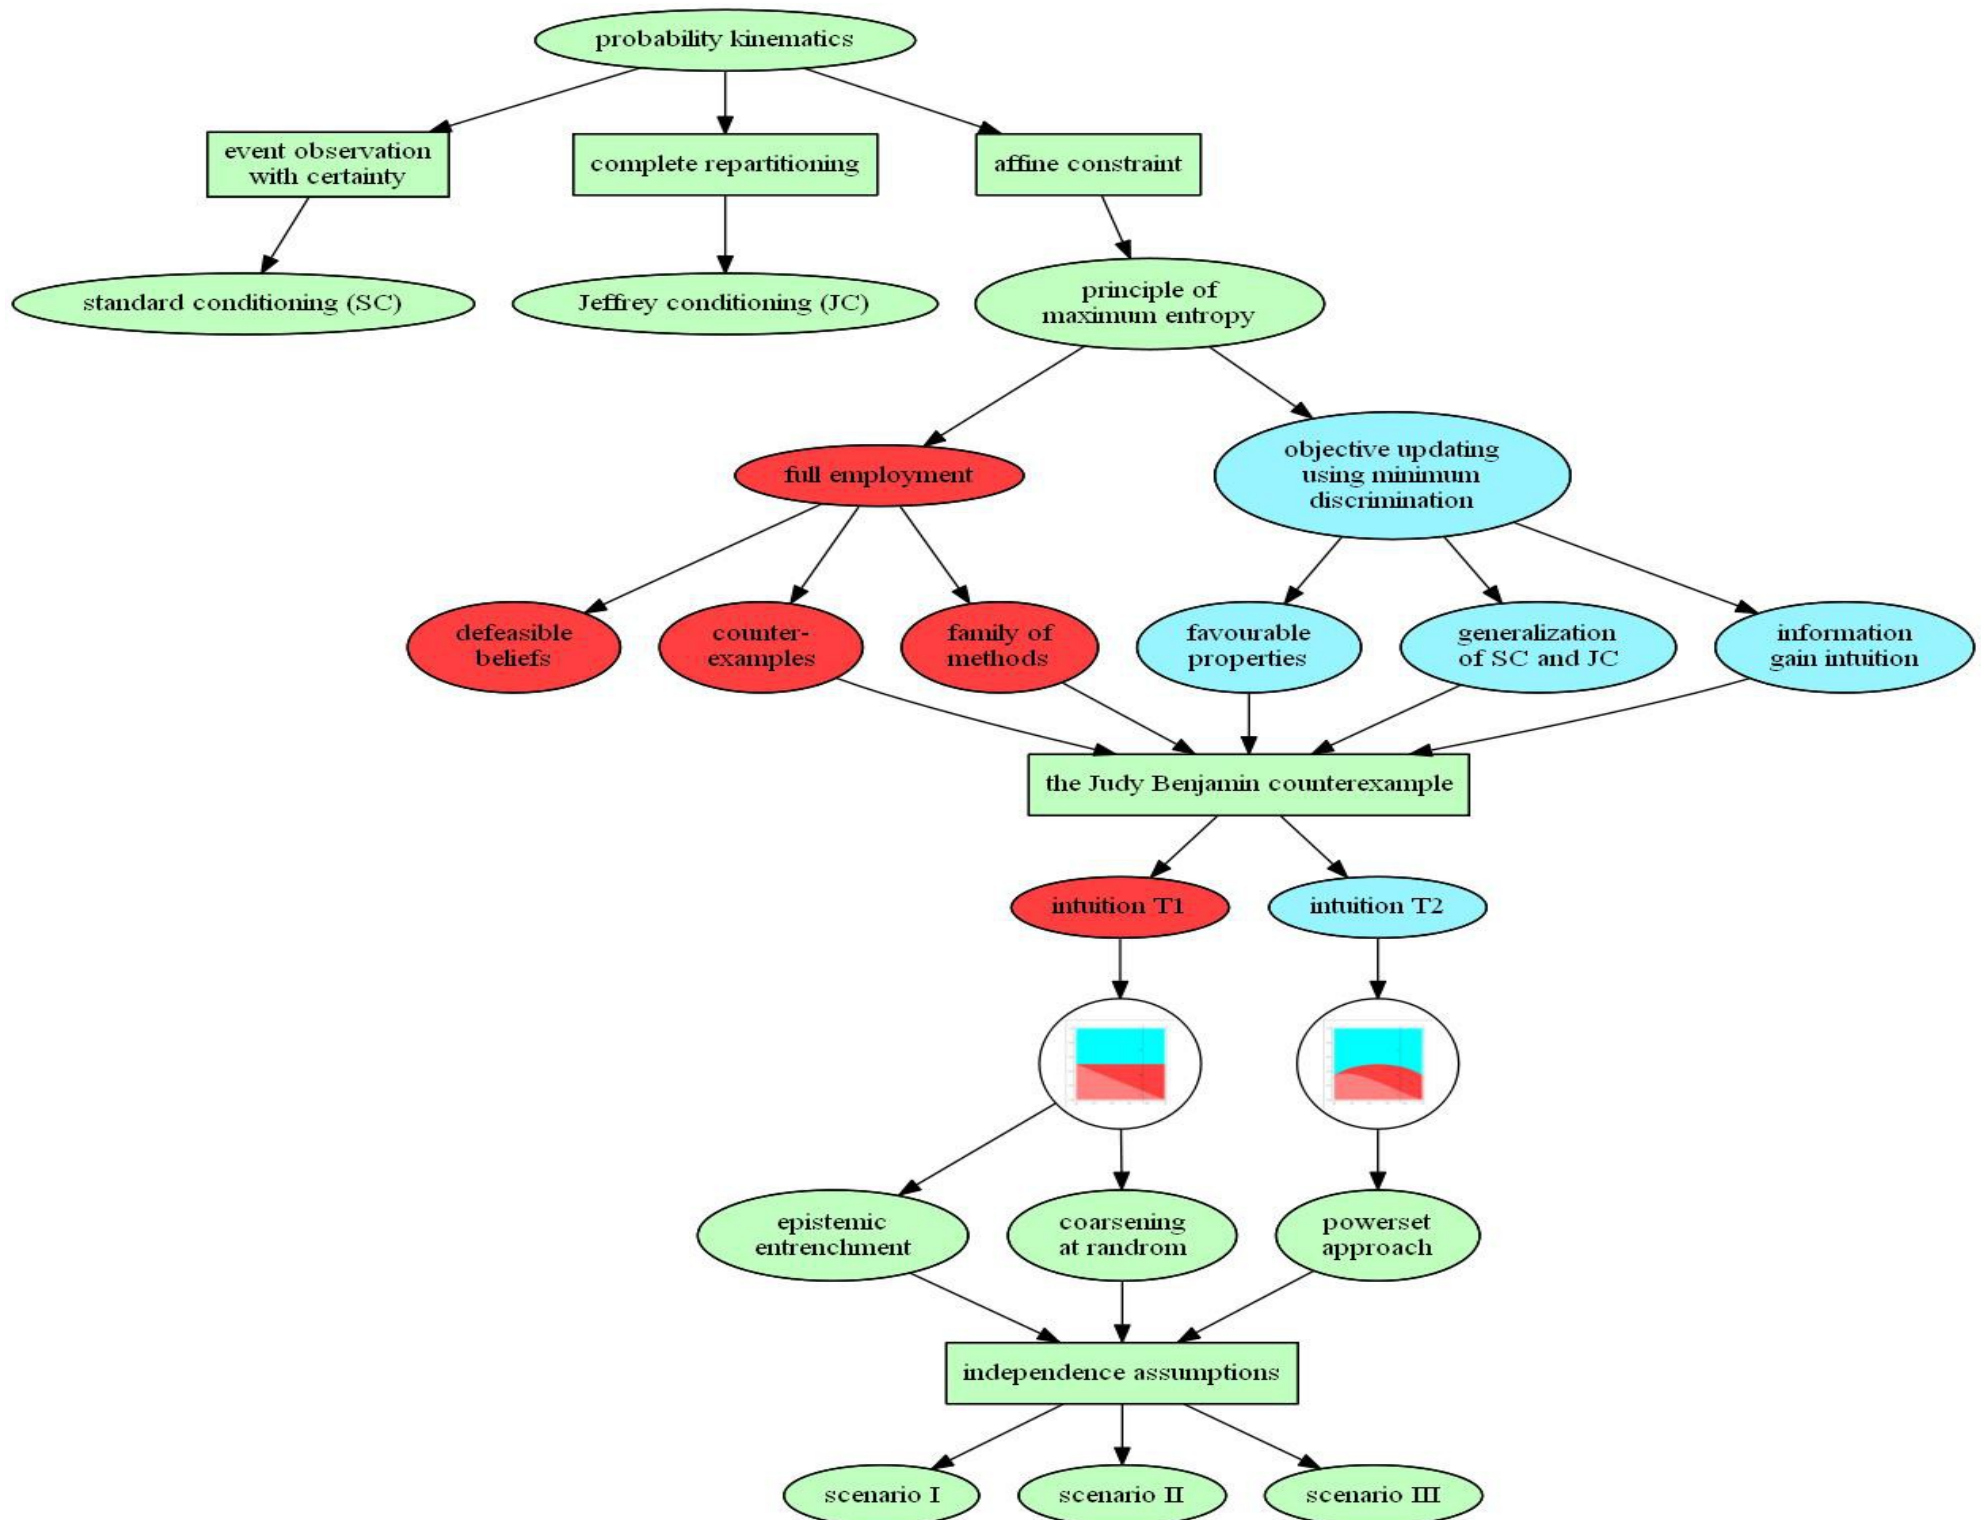 probability kinematics
event observation
with certainty
complete repartitioning
affine constraint
standard conditioning (SC)
Jeffrey conditioning (JC)
principle of
maximum entropy
full employment
objective updating
using minimum
discrimination
defeasible
beliefs
counter-
examples
family of
methods
favourable
properties
generalization
of SC and JC
information
gain intuition
the Judy Benjamin counterexample
intuition T1
intuition T2
epistemic
entrenchment
coarsening
at randrom
powerset
approach
independence assumptions
scenario I
scenario II
scenario III